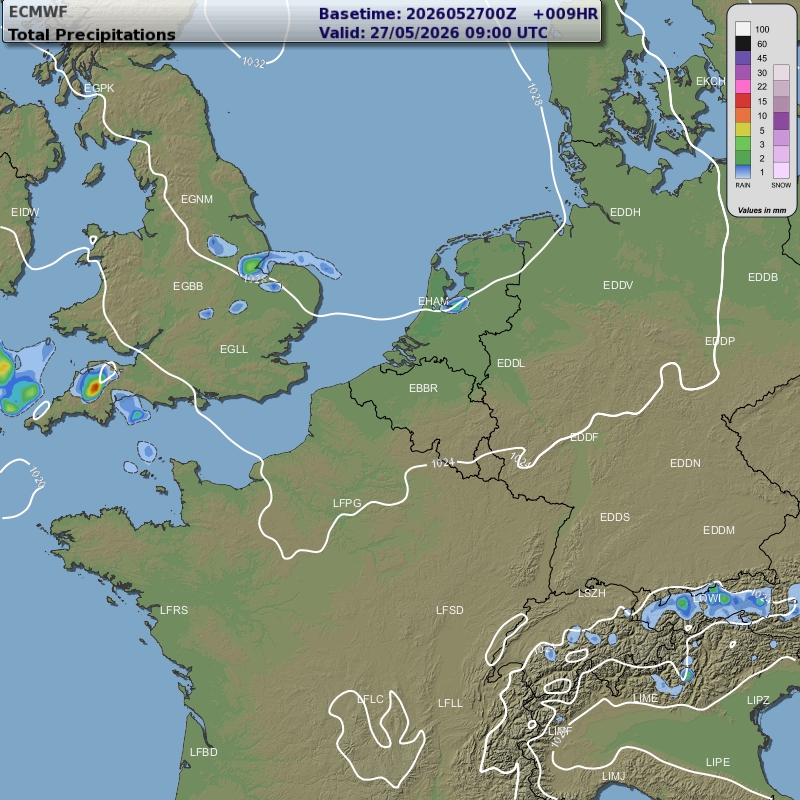 ECMWF
Basetime: 2026052700Z +009HR
Total Precipitations
Valid: 27/05/2026 09:00 UTC
100
60
45
30
22
15
10
5
3
2
1
RAIN
SNOW
Values in mm
1032
1028
EGPK
EKCH
EGNM
EIDW
EDDH
EDDB
EGBB
EDDV
EHAM
EGLL
EDDP
EDDL
EBBR
EDDF
1024
1024
EDDN
1020
LFPG
EDDS
EDDM
LSZH
LOWI
LFRS
LFSD
LFLC
LFLL
LIME
LIPZ
LIMF
LFBD
LIPE
LIMJ